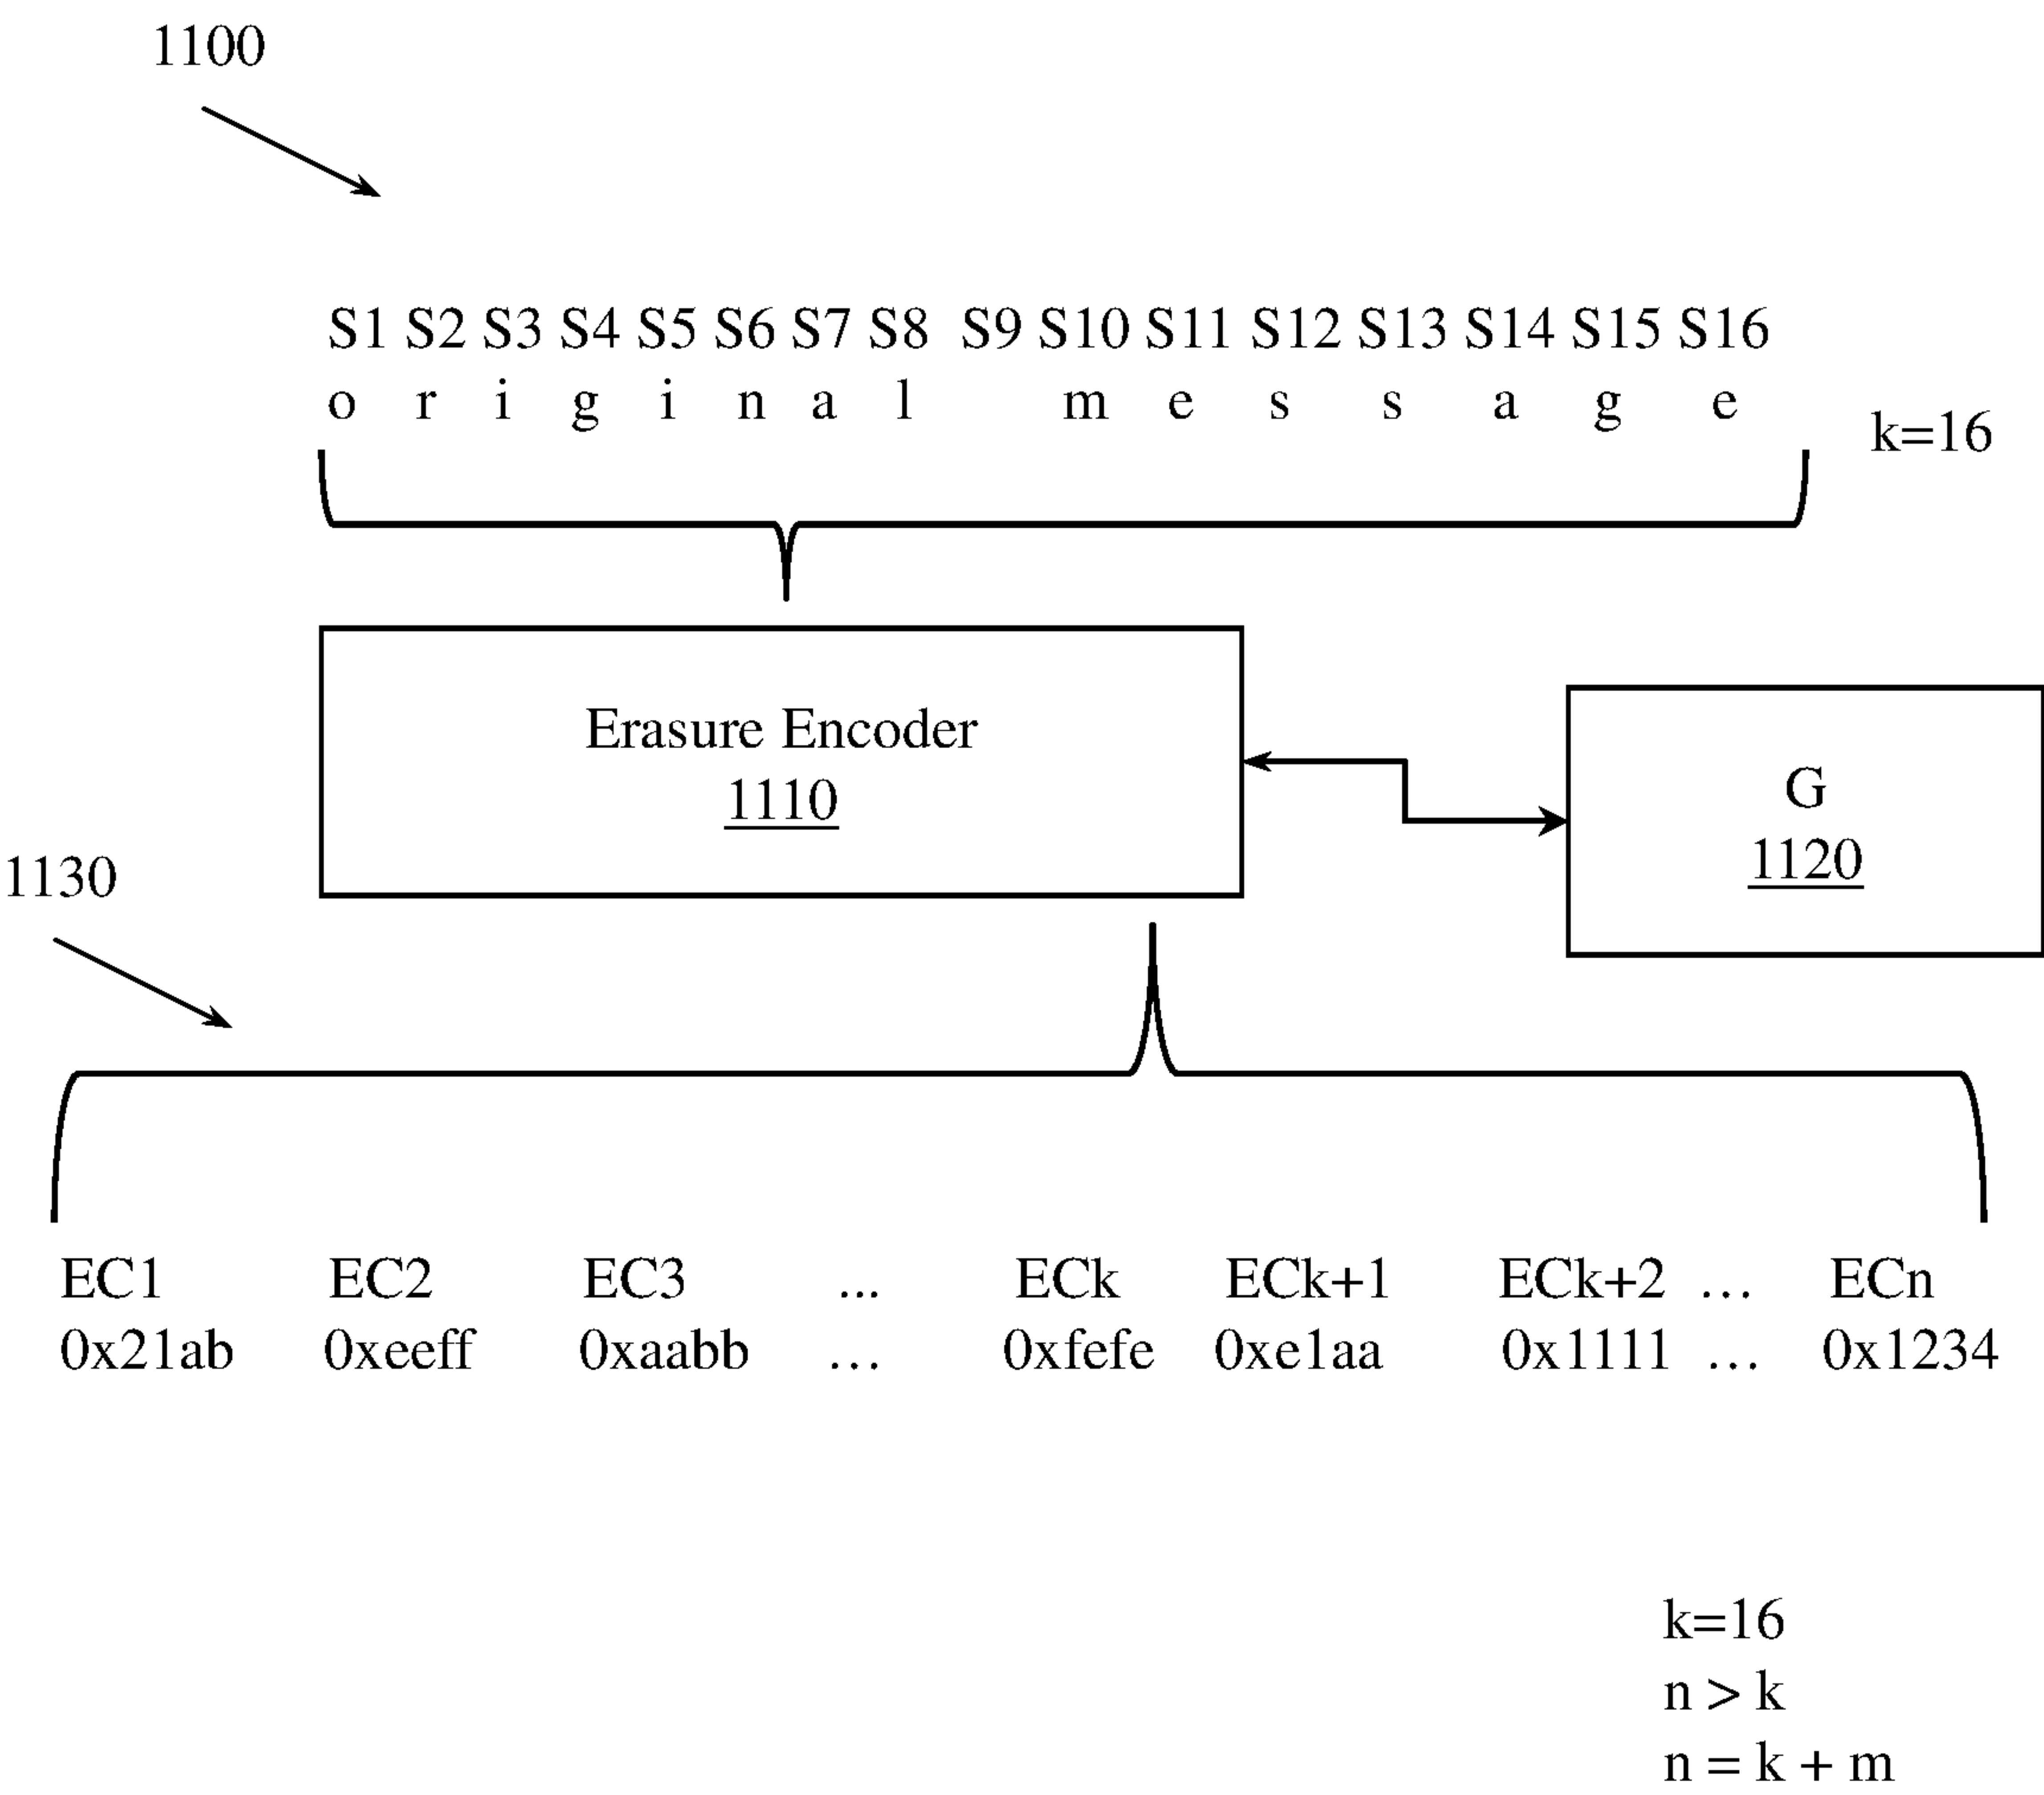 1100
S1 S2 S3 S4 S5 S6 S7 S8 S9 S10 S11 S12 S13 S14 S15 S16
o r i g i n a l m e s s a g e
k=16
Erasure Encoder
1110
G
1120
1130
EC1 EC2 EC3 ... ECk ECk+1 ECk+2 ... ECn
0x21ab 0xeeff 0xaabb ... 0xfefe 0xe1aa 0x1111 ... 0x1234
k=16
n > k
n = k + m